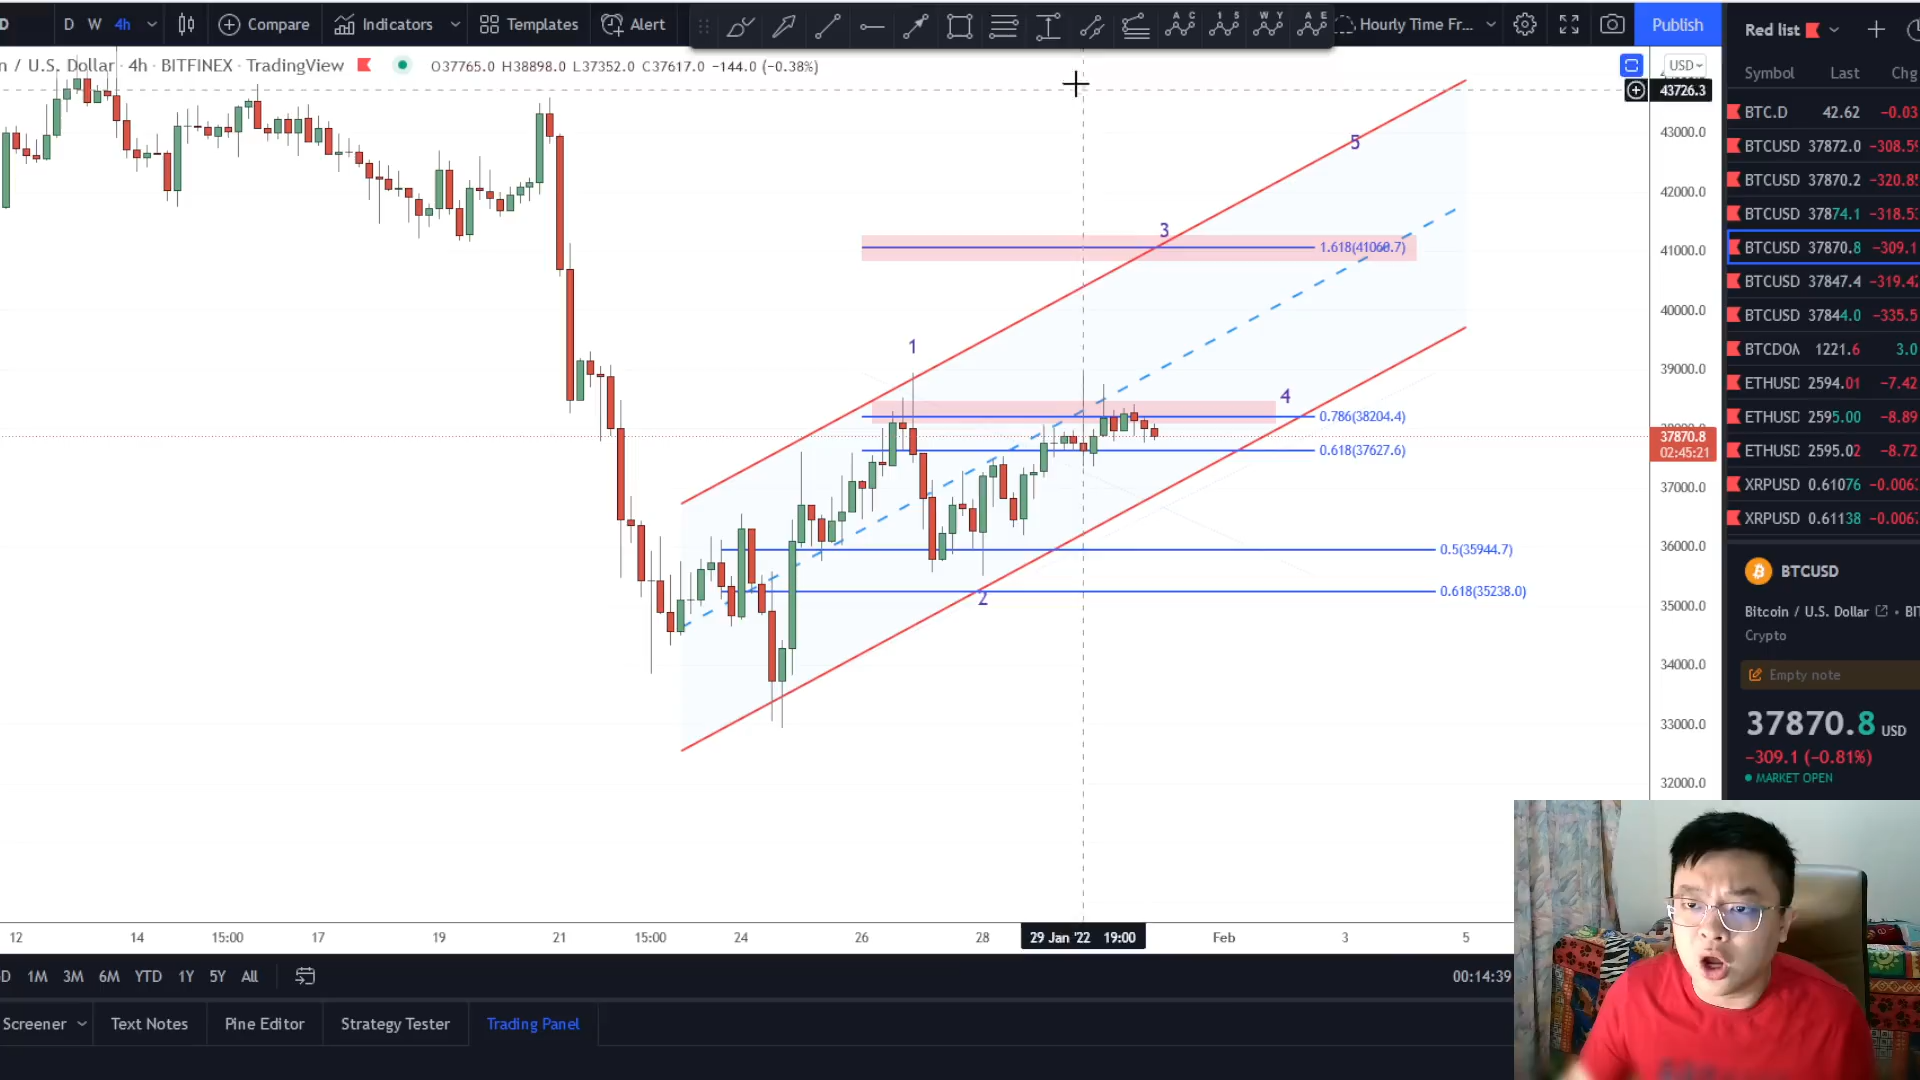 D W 4h Compare Indicators Templates Alert Hourly Time Fr... Publish
n / U.S. Dollar · 4h · BITFINEX · TradingView O37765.0 H38898.0 L37352.0 C37617.0 −144.0 (−0.38%)
USD
43726.3
43000.0
42000.0
41000.0
40000.0
39000.0
37870.8
02:45:21
37000.0
36000.0
35000.0
34000.0
33000.0
32000.0
5
3
1.618(41060.7)
1
4
0.786(38204.4)
0.618(37627.6)
0.5(35944.7)
2
0.618(35238.0)
12 14 15:00 17 19 21 15:00 24 26 28 29 Jan '22 19:00 Feb 3 5
D 1M 3M 6M YTD 1Y 5Y All 00:14:39
Screener Text Notes Pine Editor Strategy Tester Trading Panel
Red list
Symbol Last Chg
BTC.D 42.62 −0.03
BTCUSD 37872.0 −308.59
BTCUSD 37870.2 −320.8
BTCUSD 37874.1 −318.5
BTCUSD 37870.8 −309.1
BTCUSD 37847.4 −319.4
BTCUSD 37844.0 −335.5
BTCDOM 1221.6 3.0
ETHUSD 2594.01 −7.42
ETHUSD 2595.00 −8.89
ETHUSD 2595.02 −8.72
XRPUSD 0.61076 −0.006
XRPUSD 0.61138 −0.006
BTCUSD
Bitcoin / U.S. Dollar • BI
Crypto
Empty note
37870.8 USD
−309.1 (−0.81%)
MARKET OPEN